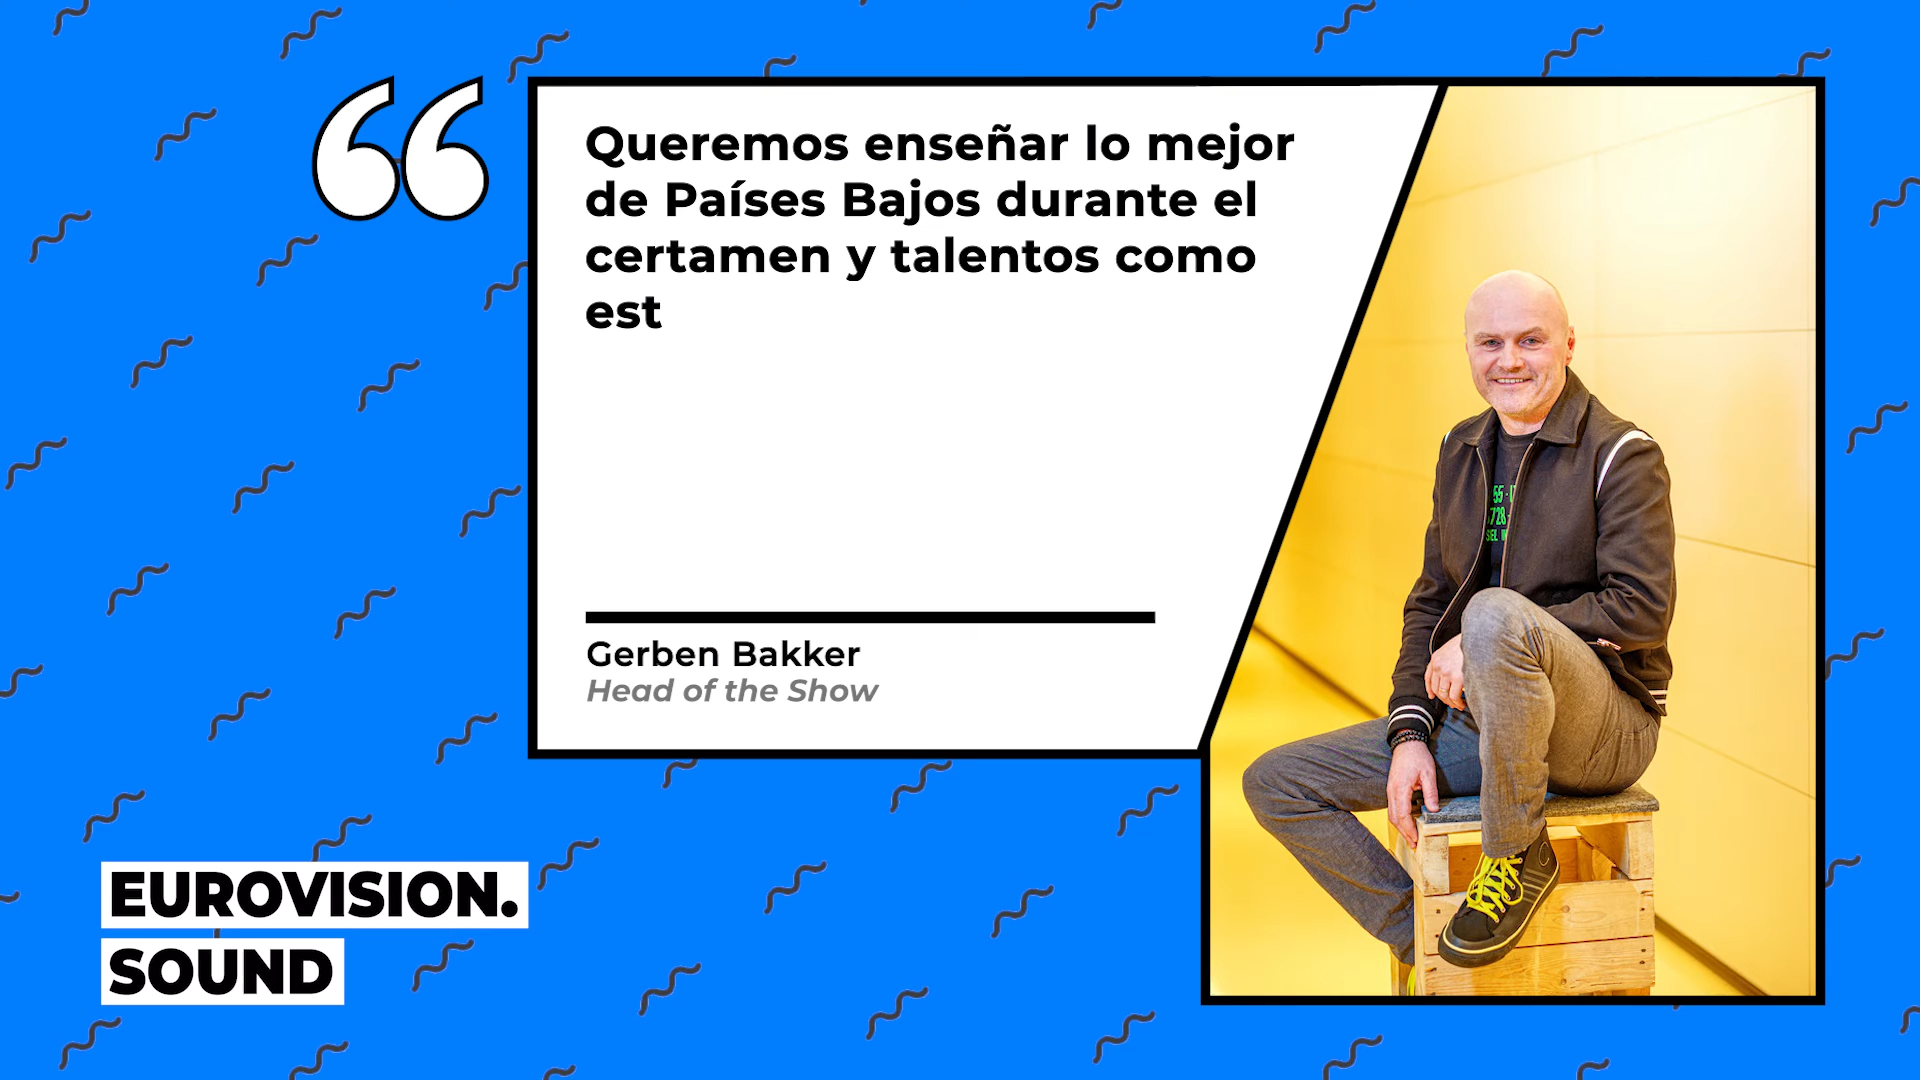 Queremos enseñar lo mejor
de Países Bajos durante el
certamen y talentos como
est
Gerben Bakker
Head of the Show
EUROVISION.
SOUND